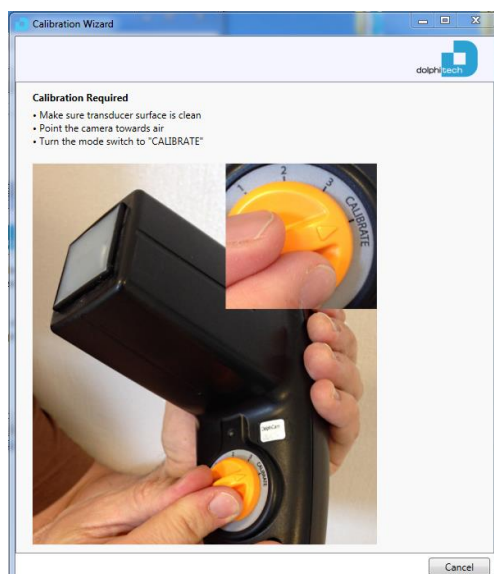 Calibration Wizard
dolphitech
Calibration Required
• Make sure transducer surface is clean
• Point the camera towards air
• Turn the mode switch to "CALIBRATE"
1 2 3 CALIBRATE
CALIBRATE
Cancel